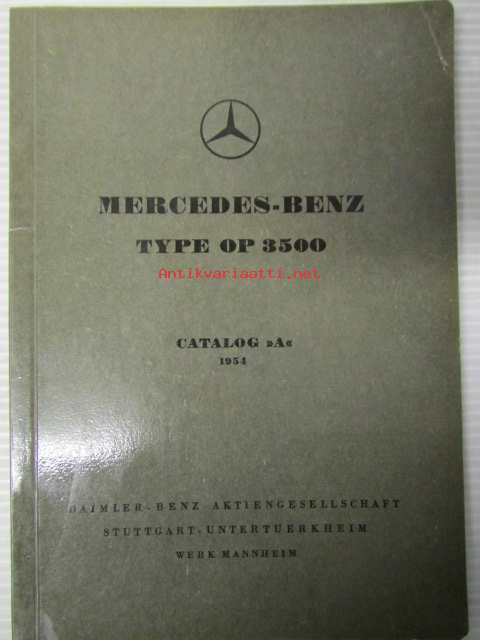 MERCEDES-BENZ
TYPE OP 3500
Antikvariaatti.net
CATALOG »A«
1954
DAIMLER-BENZ AKTIENGESELLSCHAFT
STUTTGART-UNTERTUERKHEIM
WERK MANNHEIM